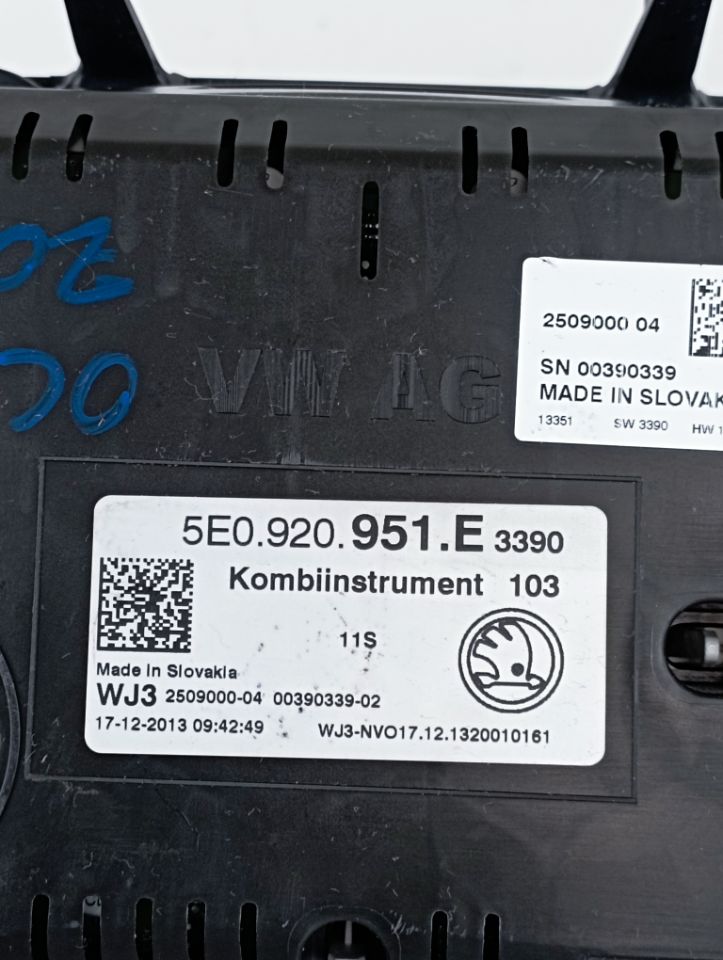 VW AG
2509000 04
SN 00390339
MADE IN SLOVAK
13351 SW 3390 HW 1
5E0.920.951.E 3390
Kombiinstrument 103
11S
Made in Slovakia
WJ3 2509000-04 00390339-02
17-12-2013 09:42:49 WJ3-NVO17.12.1320010161